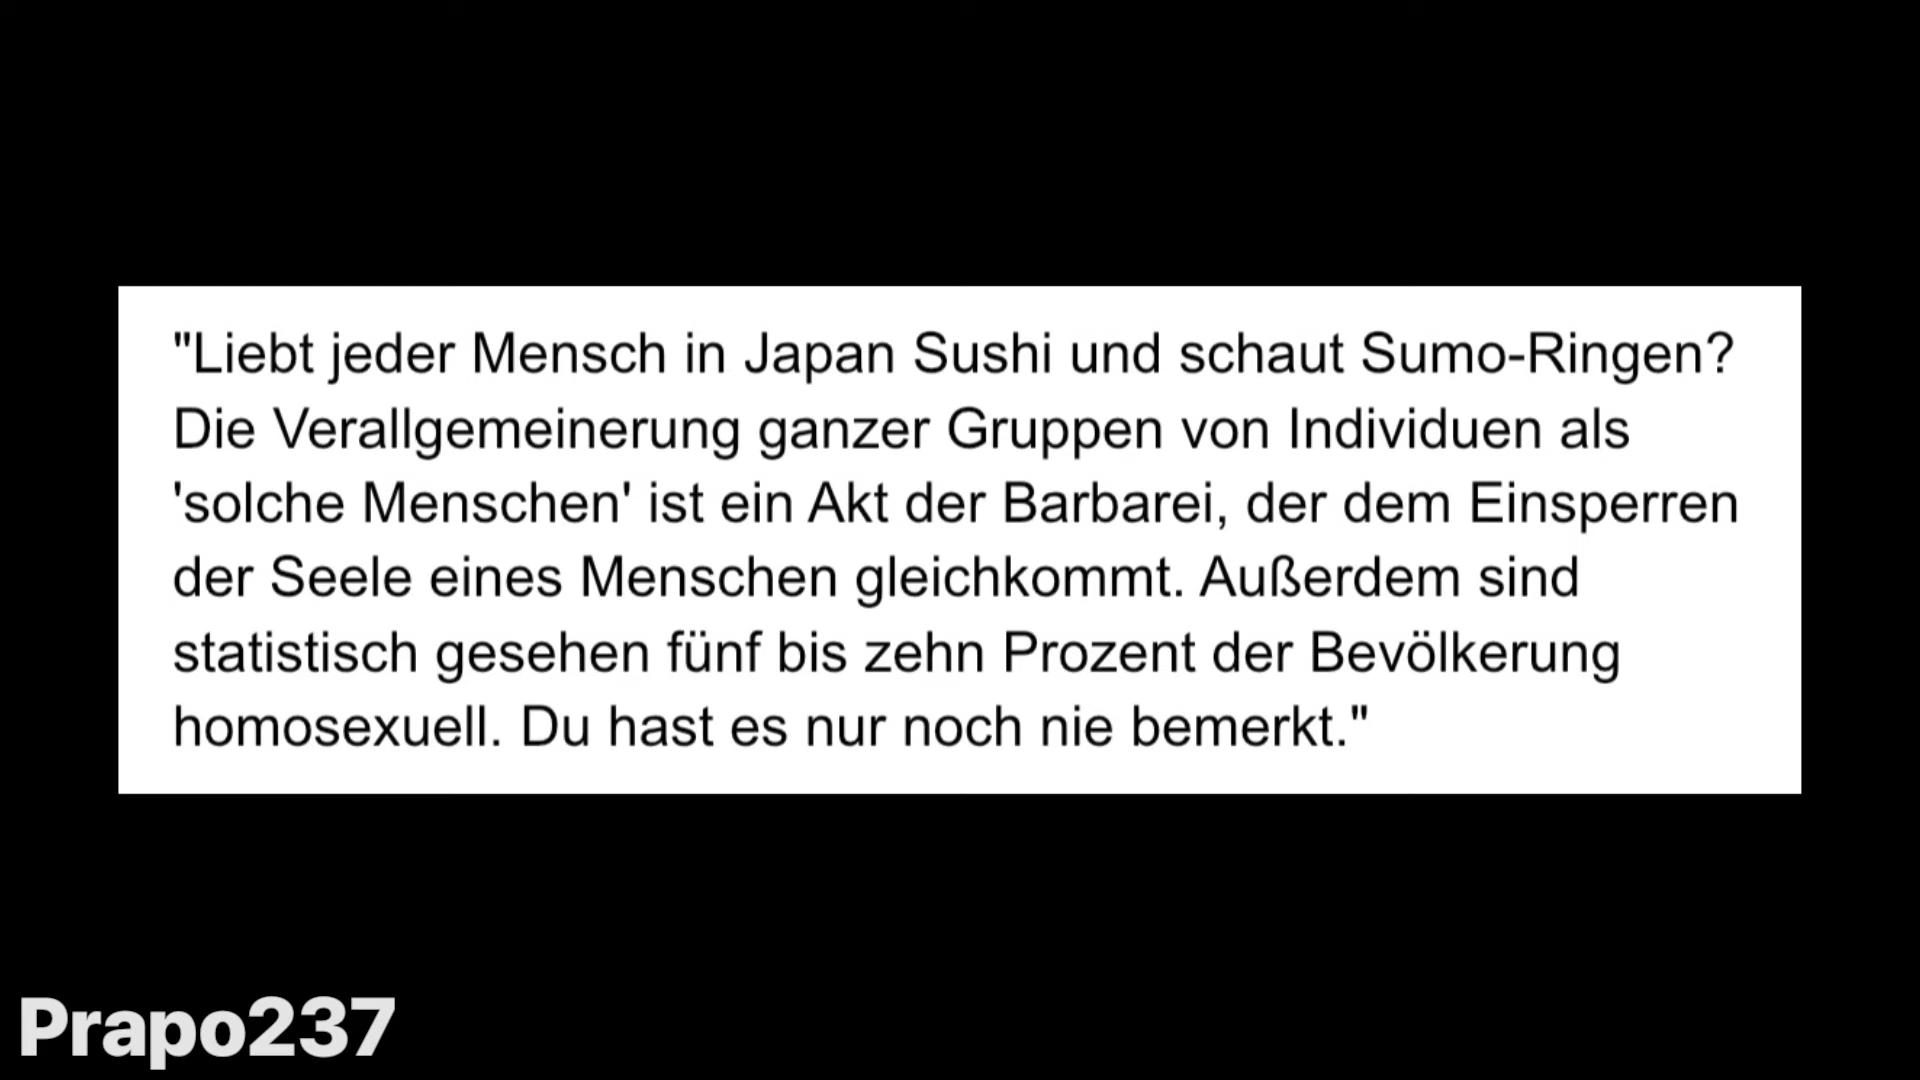 "Liebt jeder Mensch in Japan Sushi und schaut Sumo-Ringen?
Die Verallgemeinerung ganzer Gruppen von Individuen als
'solche Menschen' ist ein Akt der Barbarei, der dem Einsperren
der Seele eines Menschen gleichkommt. Außerdem sind
statistisch gesehen fünf bis zehn Prozent der Bevölkerung
homosexuell. Du hast es nur noch nie bemerkt."
Prapo237